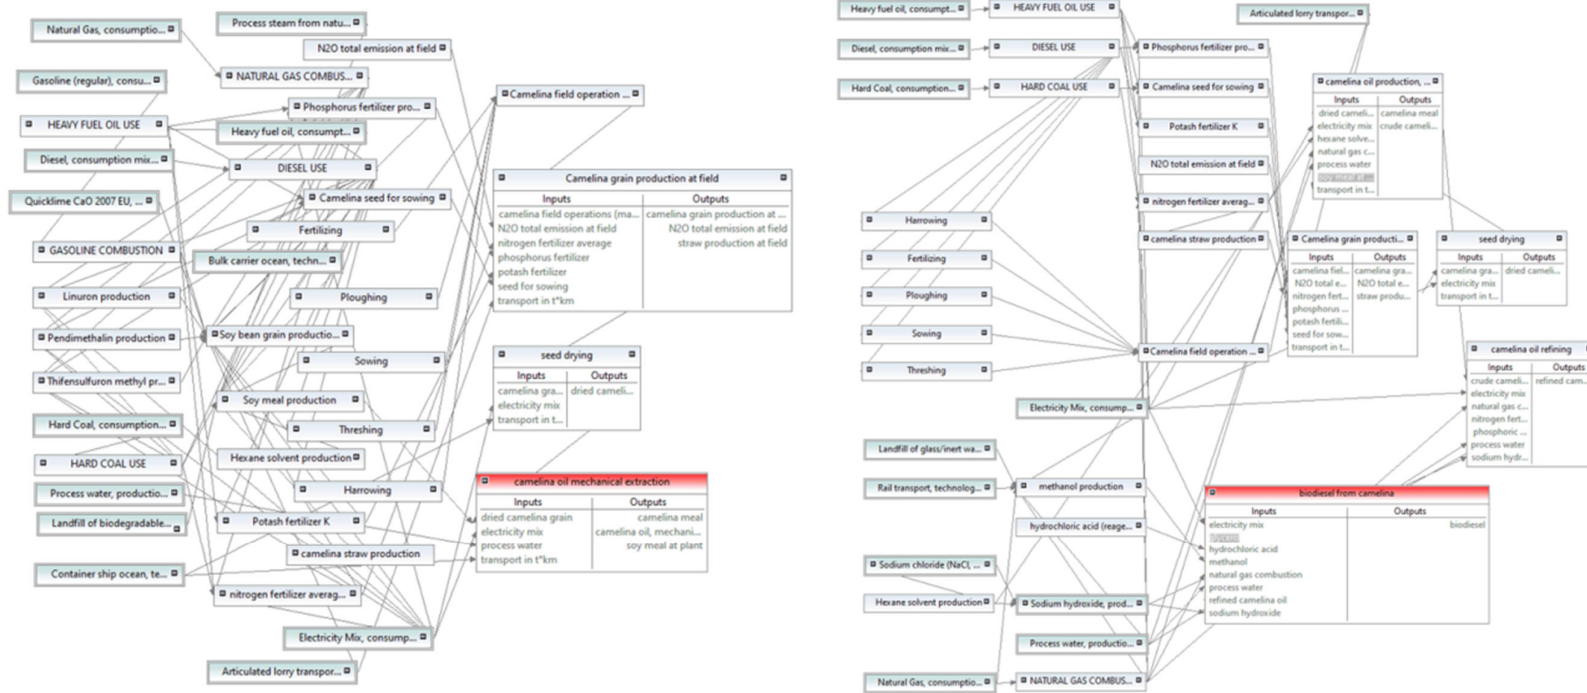 Natural Gas, consumptio...
Process steam from natu...
N2O total emission at field
Gasoline (regular), consu...
NATURAL GAS COMBUS...
Camelina field operation ...
Phosphorus fertilizer pro...
HEAVY FUEL OIL USE
Heavy fuel oil, consumpt...
Diesel, consumption mix...
DIESEL USE
Camelina grain production at field
Inputs Outputs
camelina field operations (ma... camelina grain production at ...
N2O total emission at field N2O total emission at field
nitrogen fertilizer average straw production at field
phosphorus fertilizer
potash fertilizer
seed for sowing
transport in t*km
Quicklime CaO 2007 EU, ...
Camelina seed for sowing
Fertilizing
GASOLINE COMBUSTION
Bulk carrier ocean, techn...
Linuron production
Ploughing
Pendimethalin production
Soy bean grain productio...
Sowing
seed drying
Inputs Outputs
camelina gra... dried cameli...
electricity mix
transport in t...
Thifensulfuron methyl pr...
Soy meal production
Hard Coal, consumption...
Threshing
HARD COAL USE
Hexane solvent production
Process water, productio...
Harrowing
camelina oil mechanical extraction
Inputs Outputs
dried camelina grain camelina meal
electricity mix camelina oil, mechani...
process water soy meal at plant
transport in t*km
Landfill of biodegradable...
Potash fertilizer K
camelina straw production
Container ship ocean, te...
nitrogen fertilizer averag...
Electricity Mix, consump...
Articulated lorry transpor...
Heavy fuel oil, consumpt...
HEAVY FUEL OIL USE
Articulated lorry transpor...
Diesel, consumption mix...
DIESEL USE
Phosphorus fertilizer pro...
Hard Coal, consumption...
HARD COAL USE
Camelina seed for sowing
camelina oil production, ...
Inputs Outputs
dried cameli... camelina meal
electricity mix crude cameli...
hexane solve...
natural gas c...
process water
soy meal at ...
transport in t...
Potash fertilizer K
N2O total emission at field
nitrogen fertilizer averag...
Harrowing
camelina straw production
Camelina grain producti...
Inputs Outputs
camelina fiel... camelina gra...
N2O total e... N2O total e...
nitrogen fert... straw produ...
phosphorus ...
potash fertili...
seed for sow...
transport in t...
seed drying
Inputs Outputs
camelina gra... dried cameli...
electricity mix
transport in t...
Fertilizing
Ploughing
Sowing
Camelina field operation ...
Threshing
camelina oil refining
Inputs Outputs
crude cameli... refined cam...
electricity mix
natural gas c...
nitrogen fert...
phosphoric ...
process water
sodium hydr...
Electricity Mix, consump...
Landfill of glass/inert wa...
Rail transport, technolog...
methanol production
biodiesel from camelina
Inputs Outputs
electricity mix biodiesel
hydrochloric acid
methanol
natural gas combustion
process water
refined camelina oil
sodium hydroxide
hydrochloric acid (reage...
Sodium chloride (NaCl, ...
Hexane solvent production
Sodium hydroxide, prod...
Process water, productio...
Natural Gas, consumptio...
NATURAL GAS COMBUS...